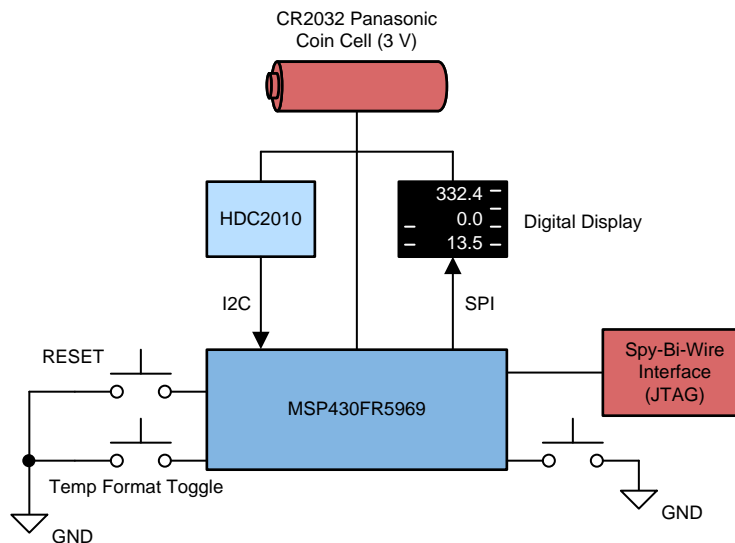 CR2032 Panasonic
Coin Cell (3 V)
HDC2010
332.4
0.0
13.5
Digital Display
I2C
SPI
RESET
MSP430FR5969
Spy-Bi-Wire
Interface
(JTAG)
Temp Format Toggle
GND
GND